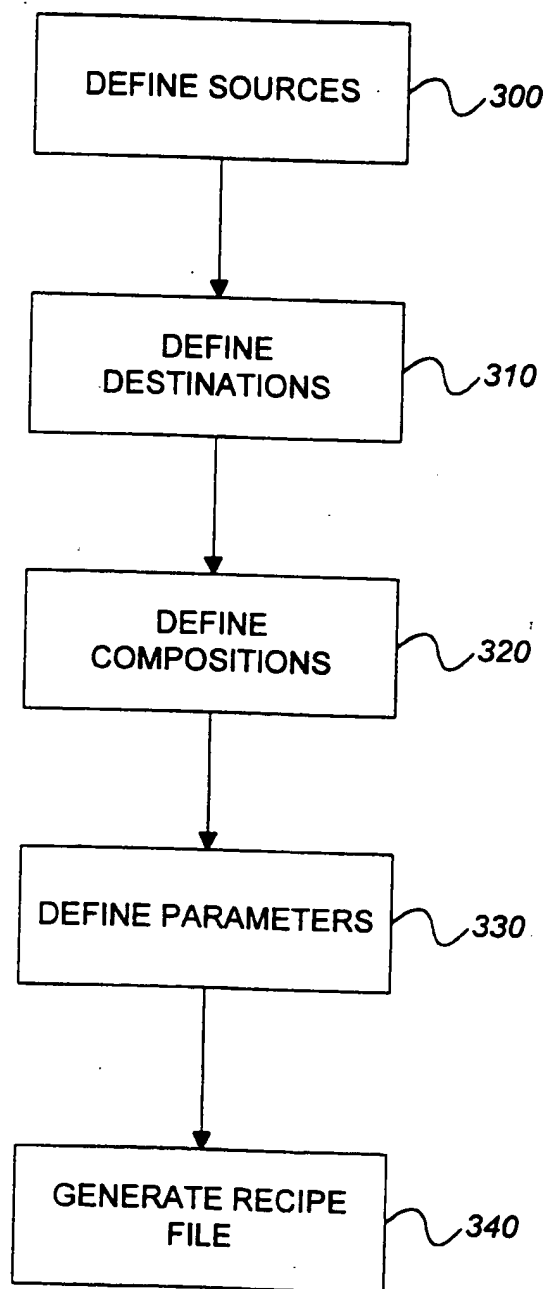 DEFINE SOURCES
300
DEFINE
DESTINATIONS
310
DEFINE
COMPOSITIONS
320
DEFINE PARAMETERS
330
GENERATE RECIPE
FILE
340